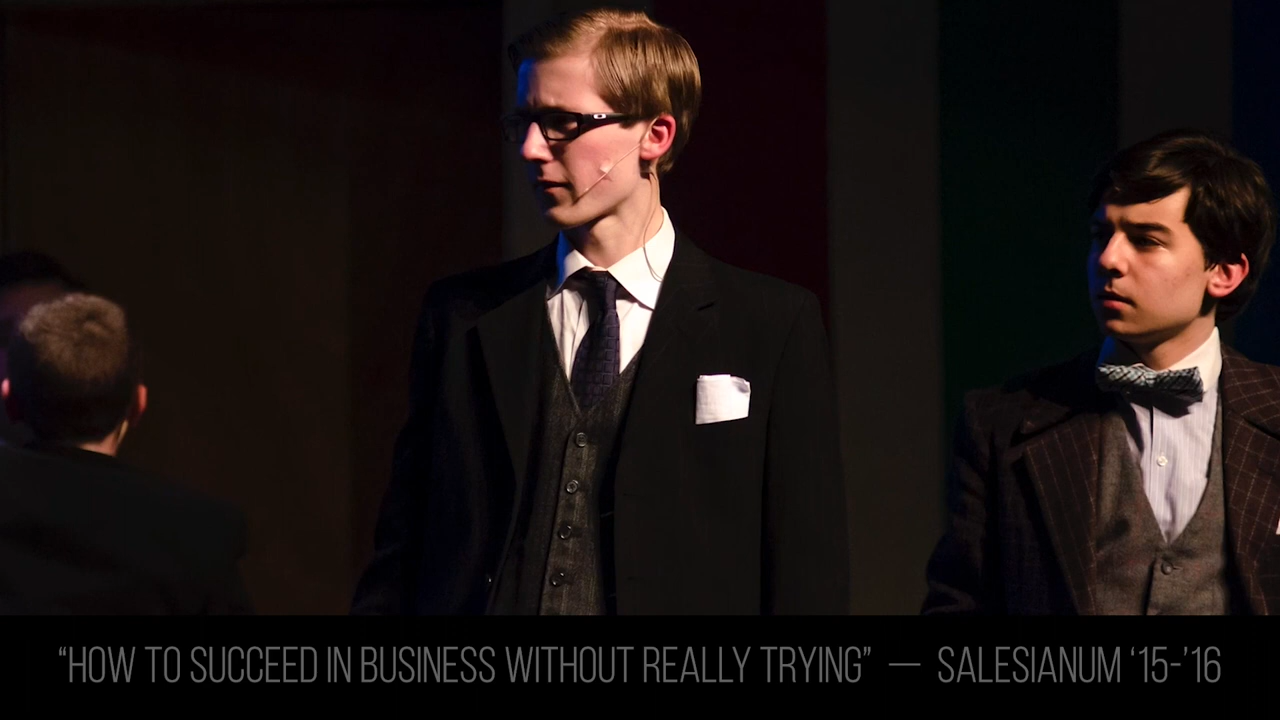 “HOW TO SUCCEED IN BUSINESS WITHOUT REALLY TRYING” — SALESIANUM ‘15-’16